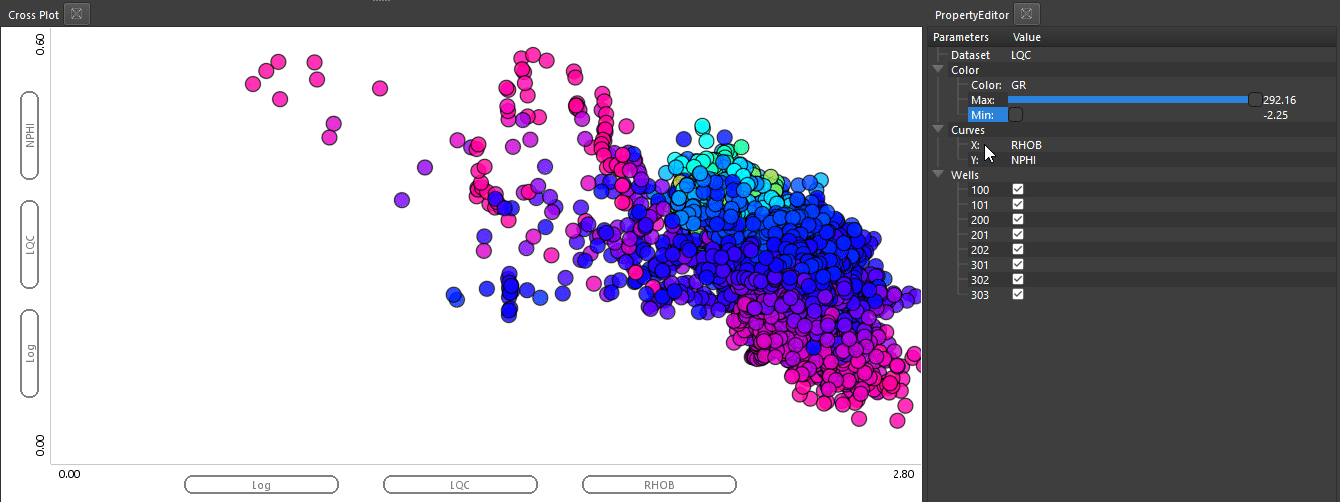 Cross Plot
PropertyEditor
Parameters Value
Dataset LQC
Color
Color: GR
Max: 292.16
Min: -2.25
Curves
X: RHOB
Y: NPHI
Wells
100
101
200
201
202
301
302
303
0.60
NPHI
LQC
Log
0.00
0.00
2.80
Log
LQC
RHOB